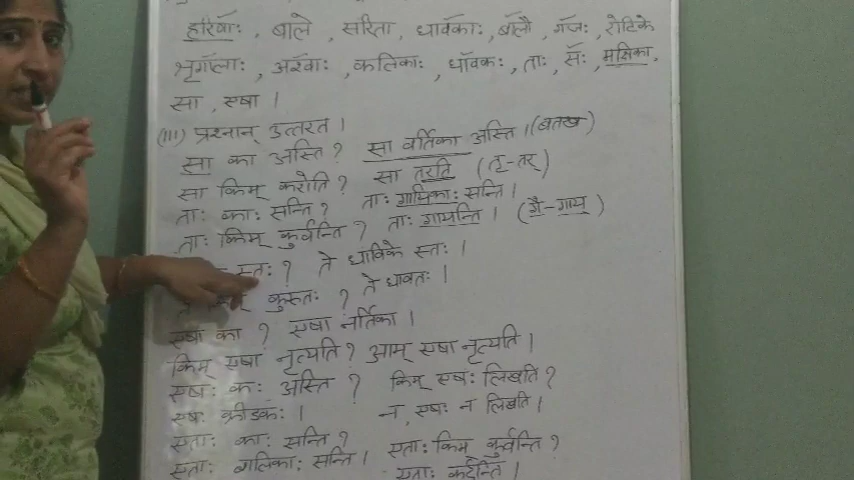 हरिणाः, बाले, सरिता, धावकाः, बालौ, गजः, रोटिके
शृगालाः, अश्वाः, कलिकाः, धावकः, ताः, सः, मक्षिका,
सा, एषा ।
(III) प्रश्नान् उत्तरत ।
सा का अस्ति ? सा वर्तिका अस्ति । (बतख)
सा किम् करोति ? सा तरति (तृ-तर्)
ताः काः सन्ति ? ताः गायिकाः सन्ति ।
ताः किम् कुर्वन्ति ? ताः गायन्ति । (गै-गाय्)
स्तः ? ते धाविके स्तः ।
कुरुतः ? ते धावतः ।
एषा का ? एषा नर्तिका ।
किम् एषा नृत्यति ? आम् एषा नृत्यति ।
एषः कः अस्ति ? किम् एषः लिखति ?
एषः क्रीडकः । न, एषः न लिखति ।
एताः काः सन्ति ? एताः किम् कुर्वन्ति ?
एताः बालिकाः सन्ति । एताः कूर्दन्ति ।